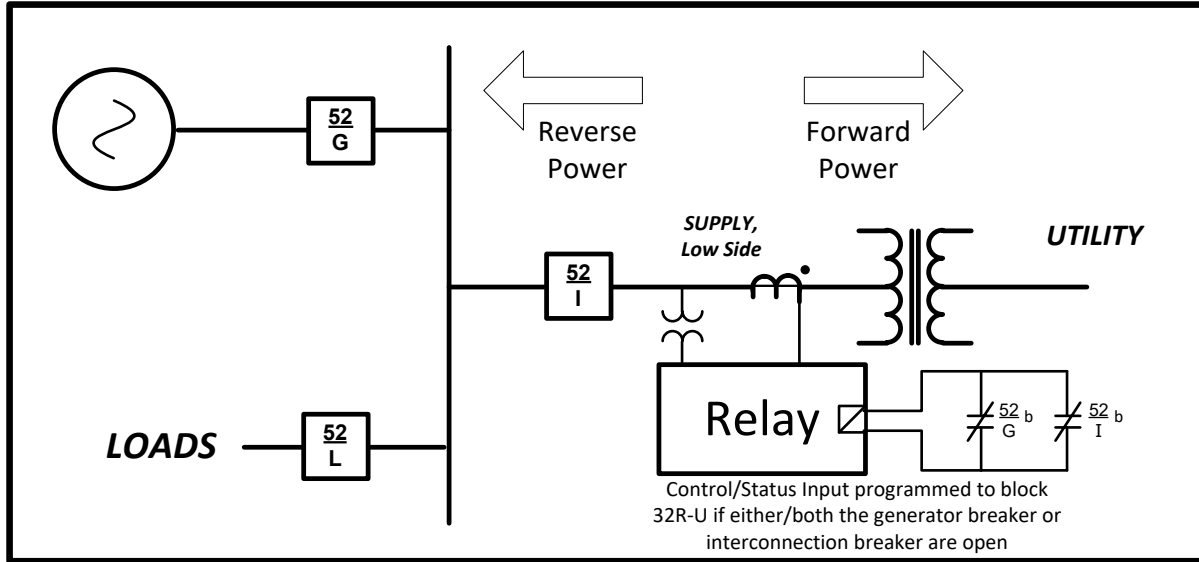 52
G
Reverse
Power
Forward
Power
SUPPLY,
Low Side
UTILITY
52
I
LOADS
52
L
Relay
52 b
G
52 b
I
Control/Status Input programmed to block
32R-U if either/both the generator breaker or
interconnection breaker are open